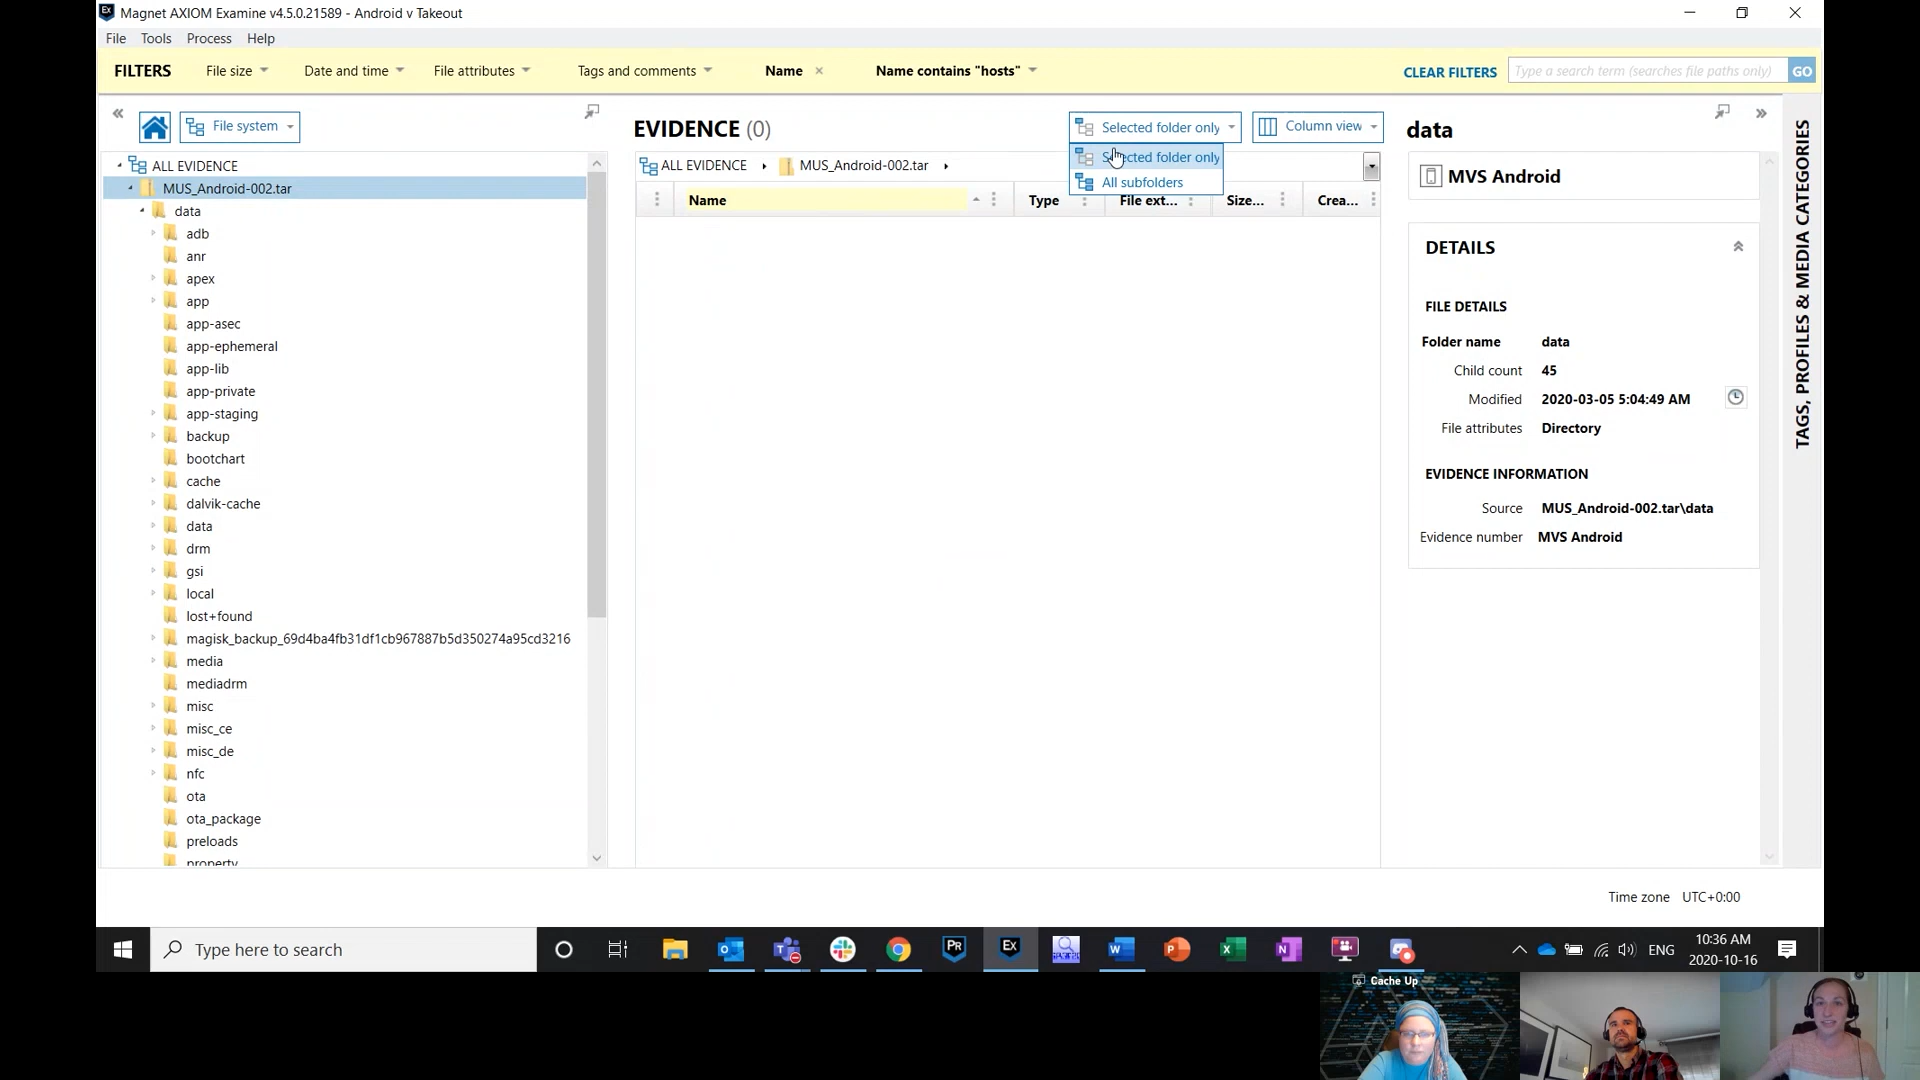 Magnet AXIOM Examine v4.5.0.21589 - Android v Takeout
File Tools Process Help
FILTERS File size Date and time File attributes Tags and comments Name × Name contains "hosts" CLEAR FILTERS Type a search term (searches file paths only) GO
File system
ALL EVIDENCE
MUS_Android-002.tar
data
adb
anr
apex
app
app-asec
app-ephemeral
app-lib
app-private
app-staging
backup
bootchart
cache
dalvik-cache
data
drm
gsi
local
lost+found
magisk_backup_69d4ba4fb31df1cb967887b5d350274a95cd3216
media
mediadrm
misc
misc_ce
misc_de
nfc
ota
ota_package
preloads
property
EVIDENCE (0)
Selected folder only
Column view
Selected folder only
All subfolders
ALL EVIDENCE MUS_Android-002.tar
Name Type File ext... Size... Crea...
data
MVS Android
DETAILS
FILE DETAILS
Folder name data
Child count 45
Modified 2020-03-05 5:04:49 AM
File attributes Directory
EVIDENCE INFORMATION
Source MUS_Android-002.tar\data
Evidence number MVS Android
TAGS, PROFILES & MEDIA CATEGORIES
Time zone UTC+0:00
Type here to search
ENG
10:36 AM
2020-10-16
Cache Up